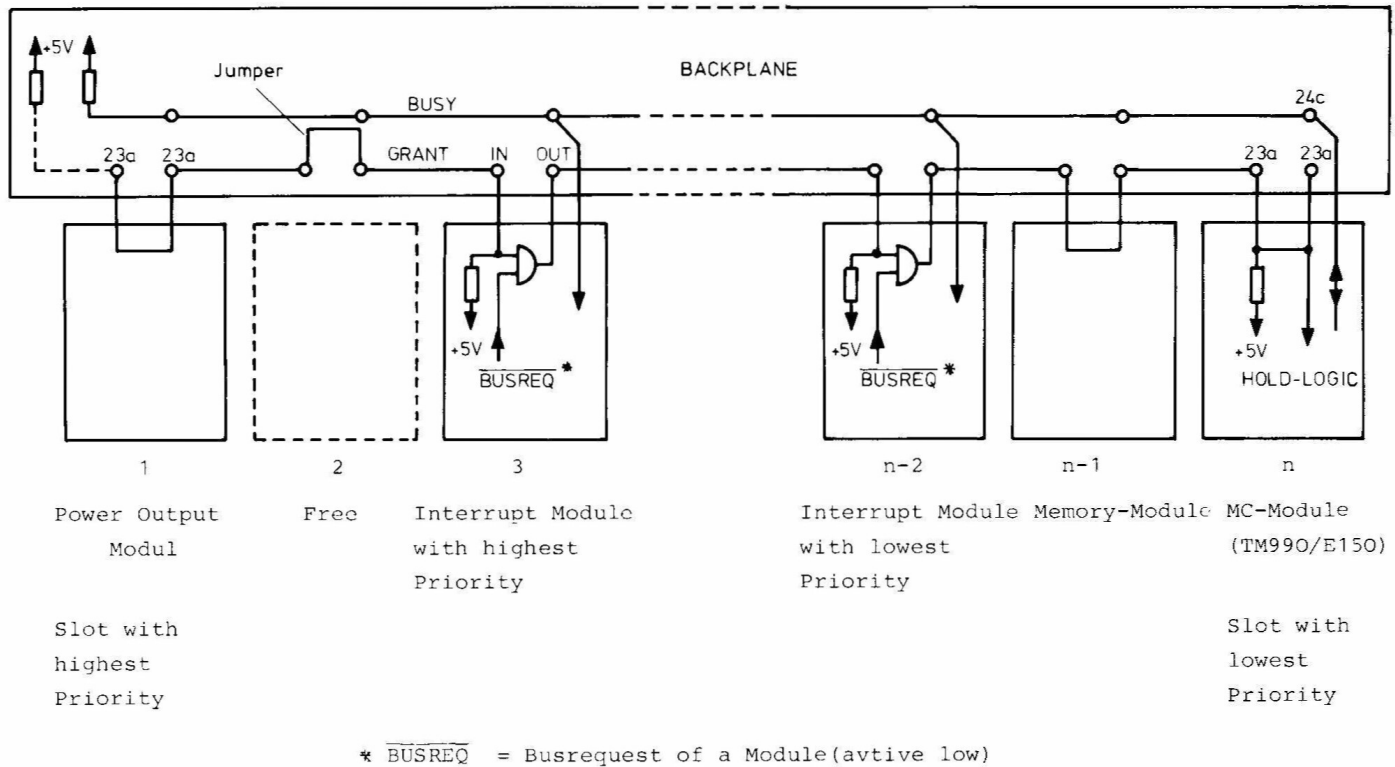 +5V
Jumper
BACKPLANE
BUSY
24c
23a 23a GRANT IN OUT 23a 23a
+5V BUSREQ * +5V BUSREQ * +5V
HOLD-LOGIC
1 2 3 n-2 n-1 n
Power Output Modul
Free
Interrupt Module with highest Priority
Interrupt Module with lowest Priority
Memory-Module
MC-Module (TM990/E150)
Slot with highest Priority
Slot with lowest Priority
* BUSREQ = Busrequest of a Module(avtive low)